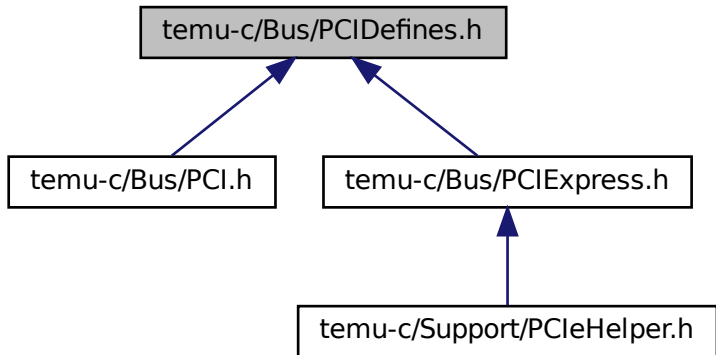 temu-c/Bus/PCIDefines.h
temu-c/Bus/PCI.h
temu-c/Bus/PCIExpress.h
temu-c/Support/PCIeHelper.h